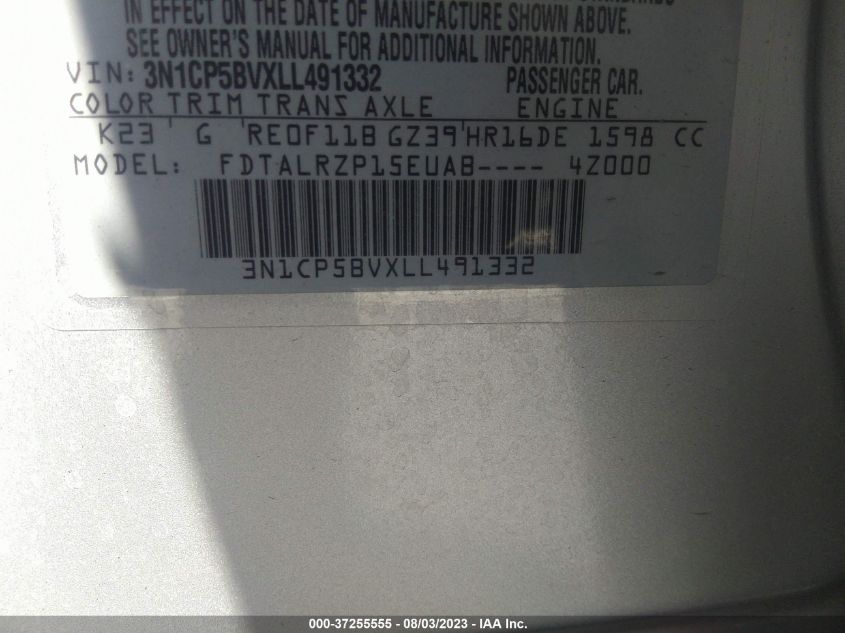 IN EFFECT ON THE DATE OF MANUFACTURE SHOWN ABOVE.
SEE OWNER'S MANUAL FOR ADDITIONAL INFORMATION.
VIN: 3N1CP5BVXLL491332 PASSENGER CAR.
COLOR TRIM TRANS AXLE ENGINE
K23 G RE0F11B GZ39 HR16DE 1598 CC
MODEL: FDTALRZP15EUAB---- 4Z000
3N1CP5BVXLL491332
000-37255555 - 08/03/2023 - IAA Inc.